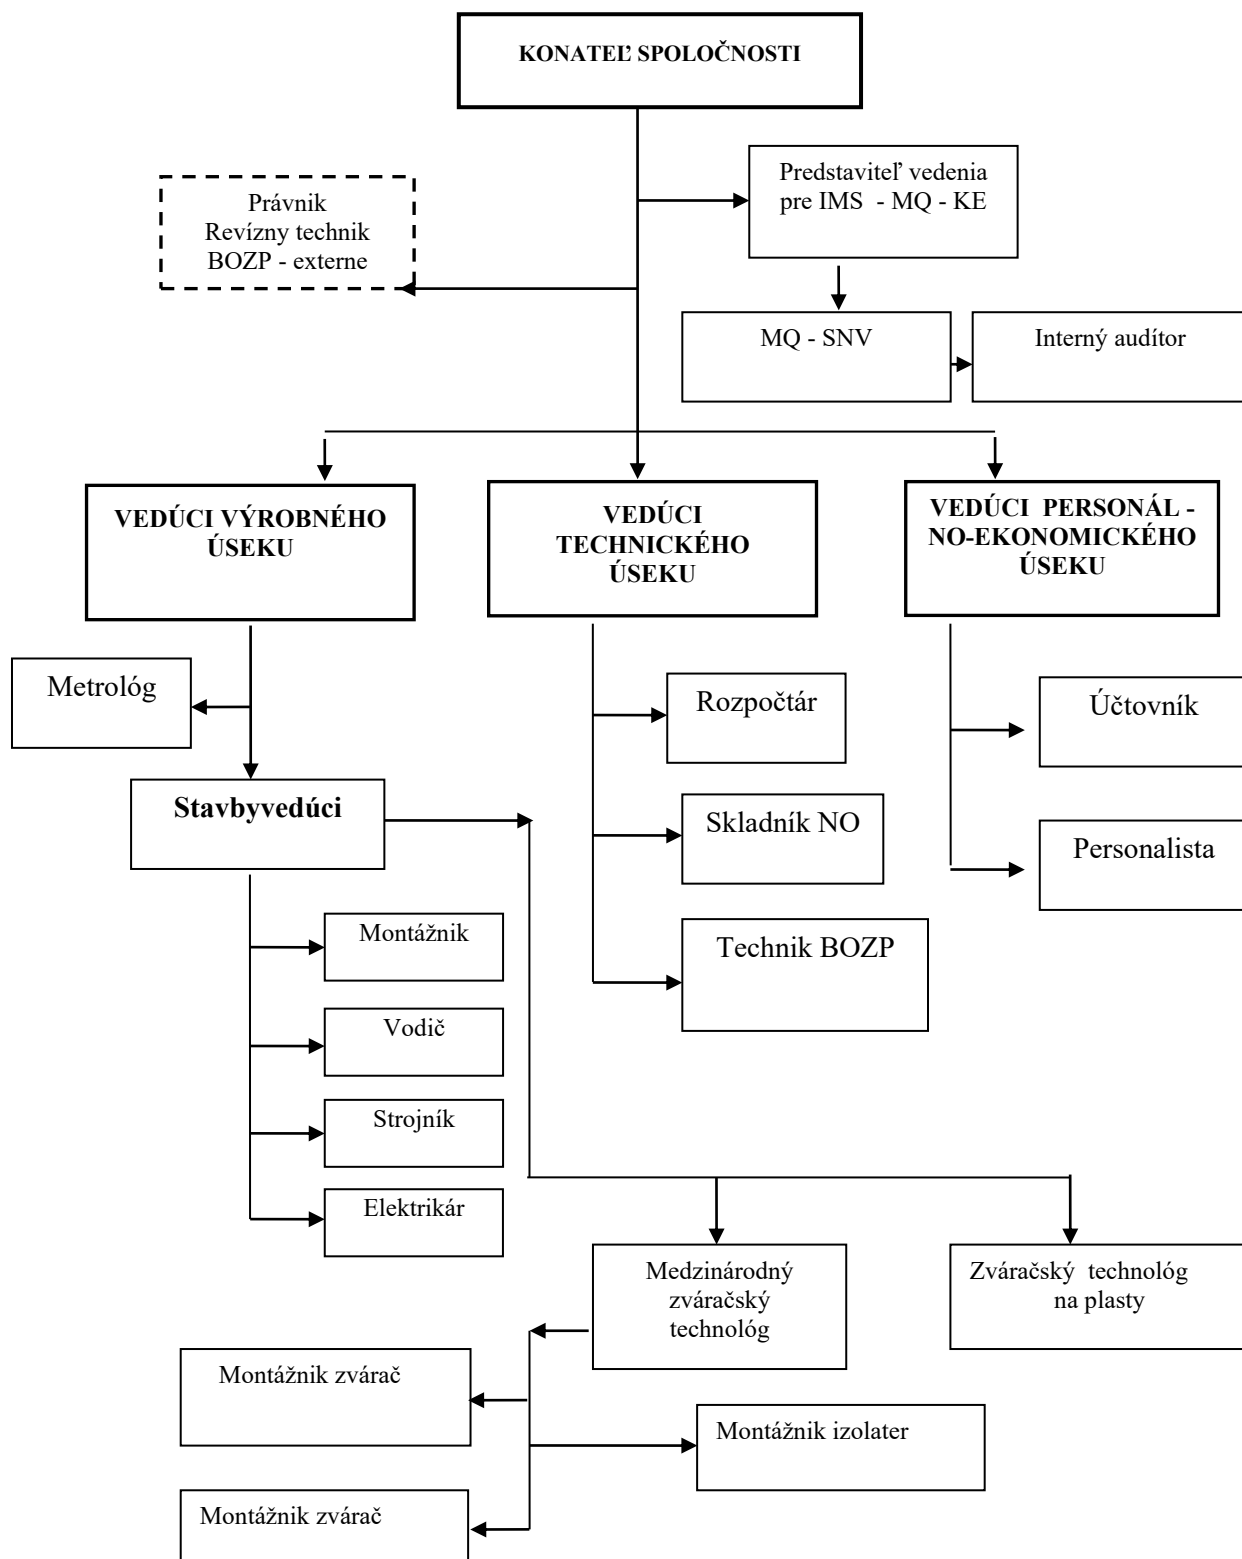 KONATEĽ SPOLOČNOSTI
Predstaviteľ vedenia
pre IMS - MQ - KE
Právnik
Revízny technik
BOZP - externe
MQ - SNV
Interný audítor
VEDÚCI VÝROBNÉHO
ÚSEKU
VEDÚCI
TECHNICKÉHO
ÚSEKU
VEDÚCI PERSONÁL -
NO-EKONOMICKÉHO
ÚSEKU
Metrológ
Rozpočtár
Účtovník
Stavbyvedúci
Skladník NO
Personalista
Montážnik
Technik BOZP
Vodič
Strojník
Elektrikár
Medzinárodný
zváračský
technológ
Zváračský technológ
na plasty
Montážnik zvárač
Montážnik izolater
Montážnik zvárač